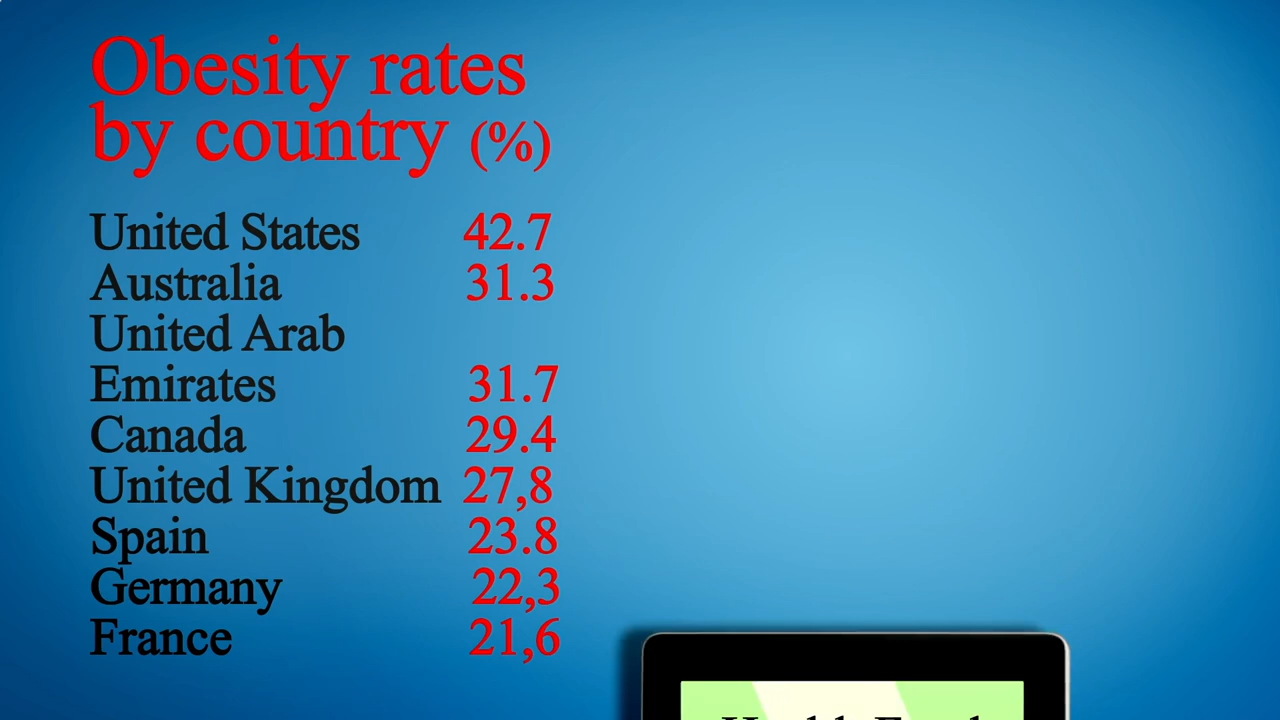 Obesity rates
by country (%)
United States 42.7
Australia 31.3
United Arab
Emirates 31.7
Canada 29.4
United Kingdom 27,8
Spain 23.8
Germany 22,3
France 21,6